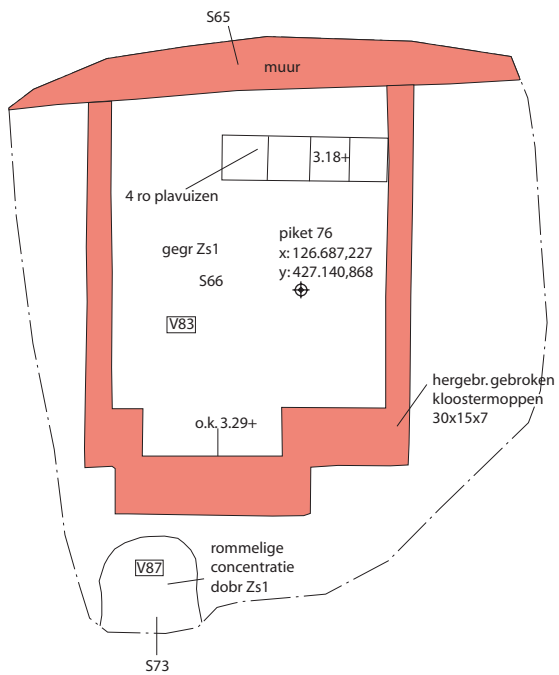 S65
muur
3.18+
4 ro plavuizen
piket 76
x: 126.687,227
y: 427.140,868
gegr Zs1
S66
V83
hergebr. gebroken
kloostermoppen
30x15x7
o.k. 3.29+
rommelige
concentratie
dobr Zs1
V87
S73